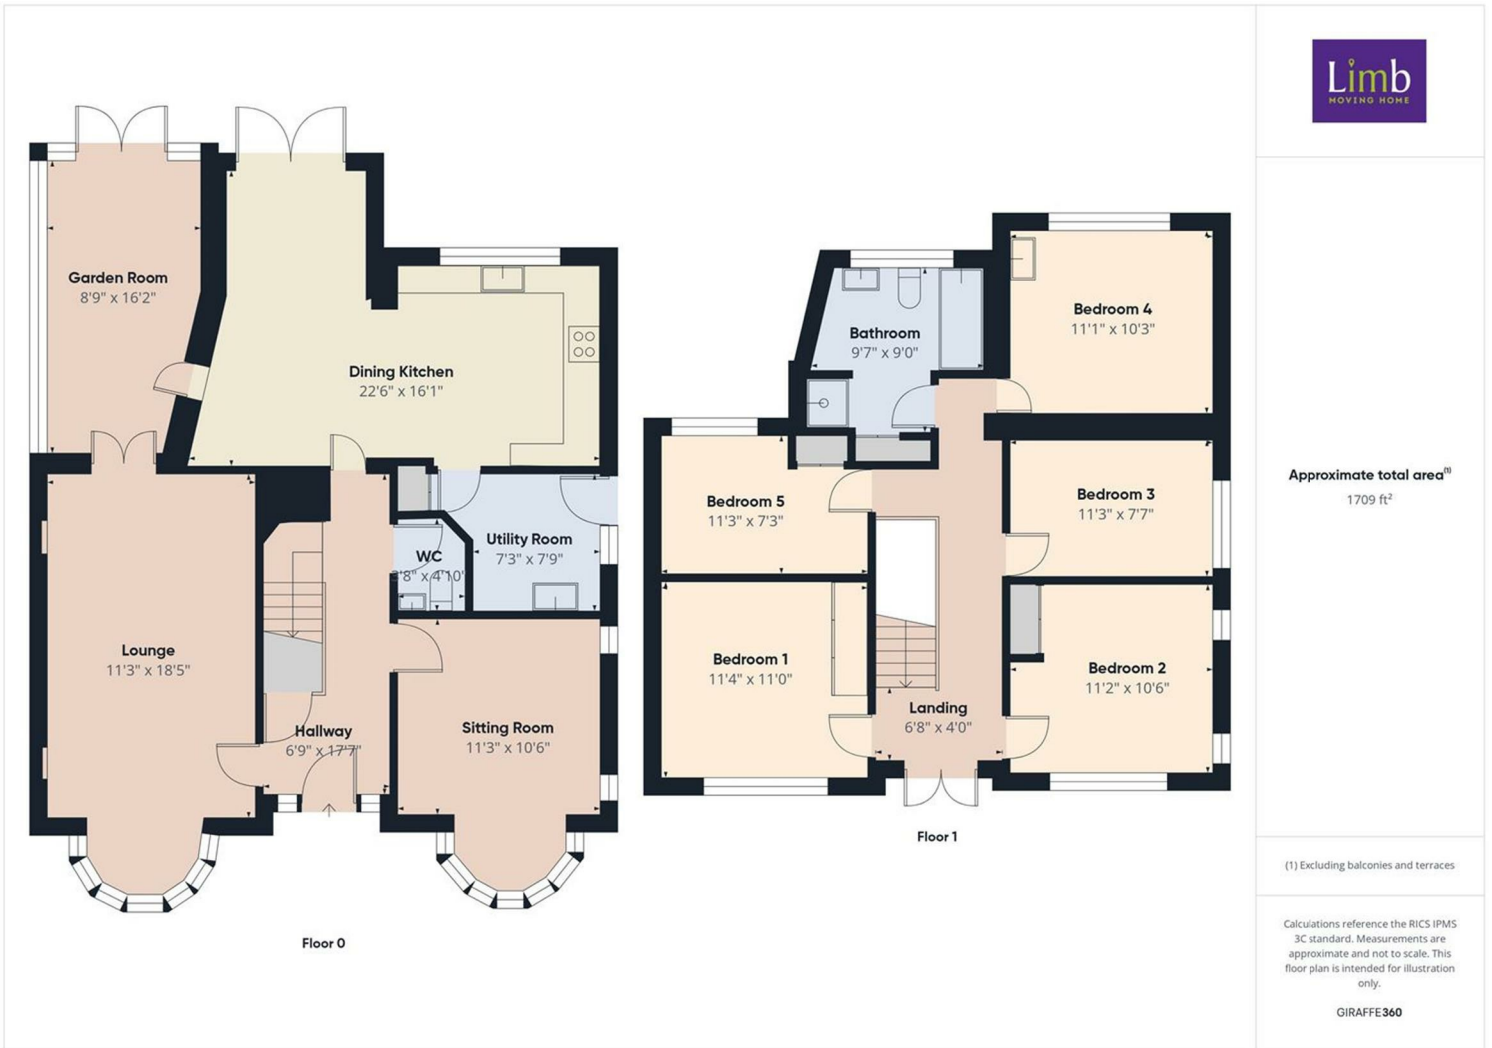 Garden Room
8'9" x 16'2"
Dining Kitchen
22'6" x 16'1"
WC
3'8" x 4'10"
Utility Room
7'3" x 7'9"
Lounge
11'3" x 18'5"
Hallway
6'9" x 17'7"
Sitting Room
11'3" x 10'6"
Floor 0
Bathroom
9'7" x 9'0"
Bedroom 4
11'1" x 10'3"
Bedroom 5
11'3" x 7'3"
Bedroom 3
11'3" x 7'7"
Bedroom 1
11'4" x 11'0"
Bedroom 2
11'2" x 10'6"
Landing
6'8" x 4'0"
Floor 1
Limb
MOVING HOME
Approximate total area(1)
1709 ft²
(1) Excluding balconies and terraces
Calculations reference the RICS IPMS
3C standard. Measurements are
approximate and not to scale. This
floor plan is intended for illustration
only.
GIRAFFE360